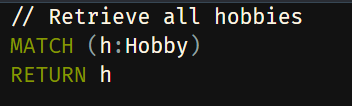 // Retrieve all hobbies
MATCH (h:Hobby)
RETURN h